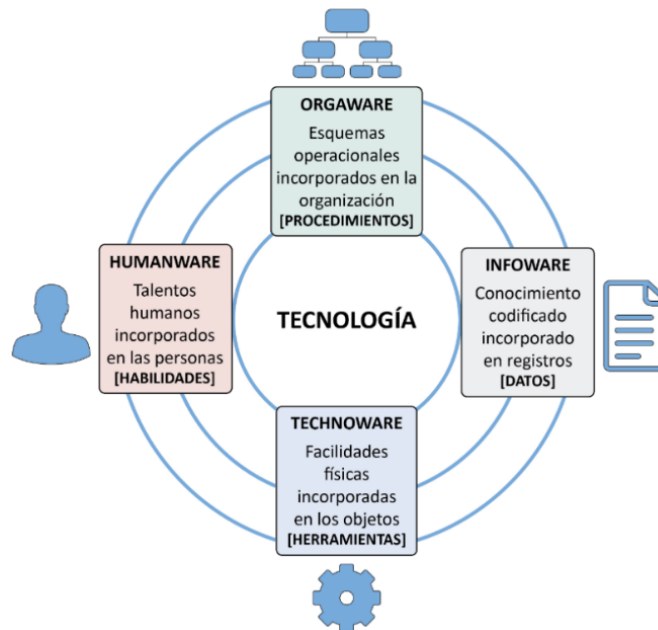 ORGAWARE
Esquemas
operacionales
incorporados en la
organización
[PROCEDIMIENTOS]
HUMANWARE
Talentos
humanos
incorporados
en las personas
[HABILIDADES]
TECNOLOGÍA
INFOWARE
Conocimiento
codificado
incorporado
en registros
[DATOS]
TECHNOWARE
Facilidades
físicas
incorporadas
en los objetos
[HERRAMIENTAS]